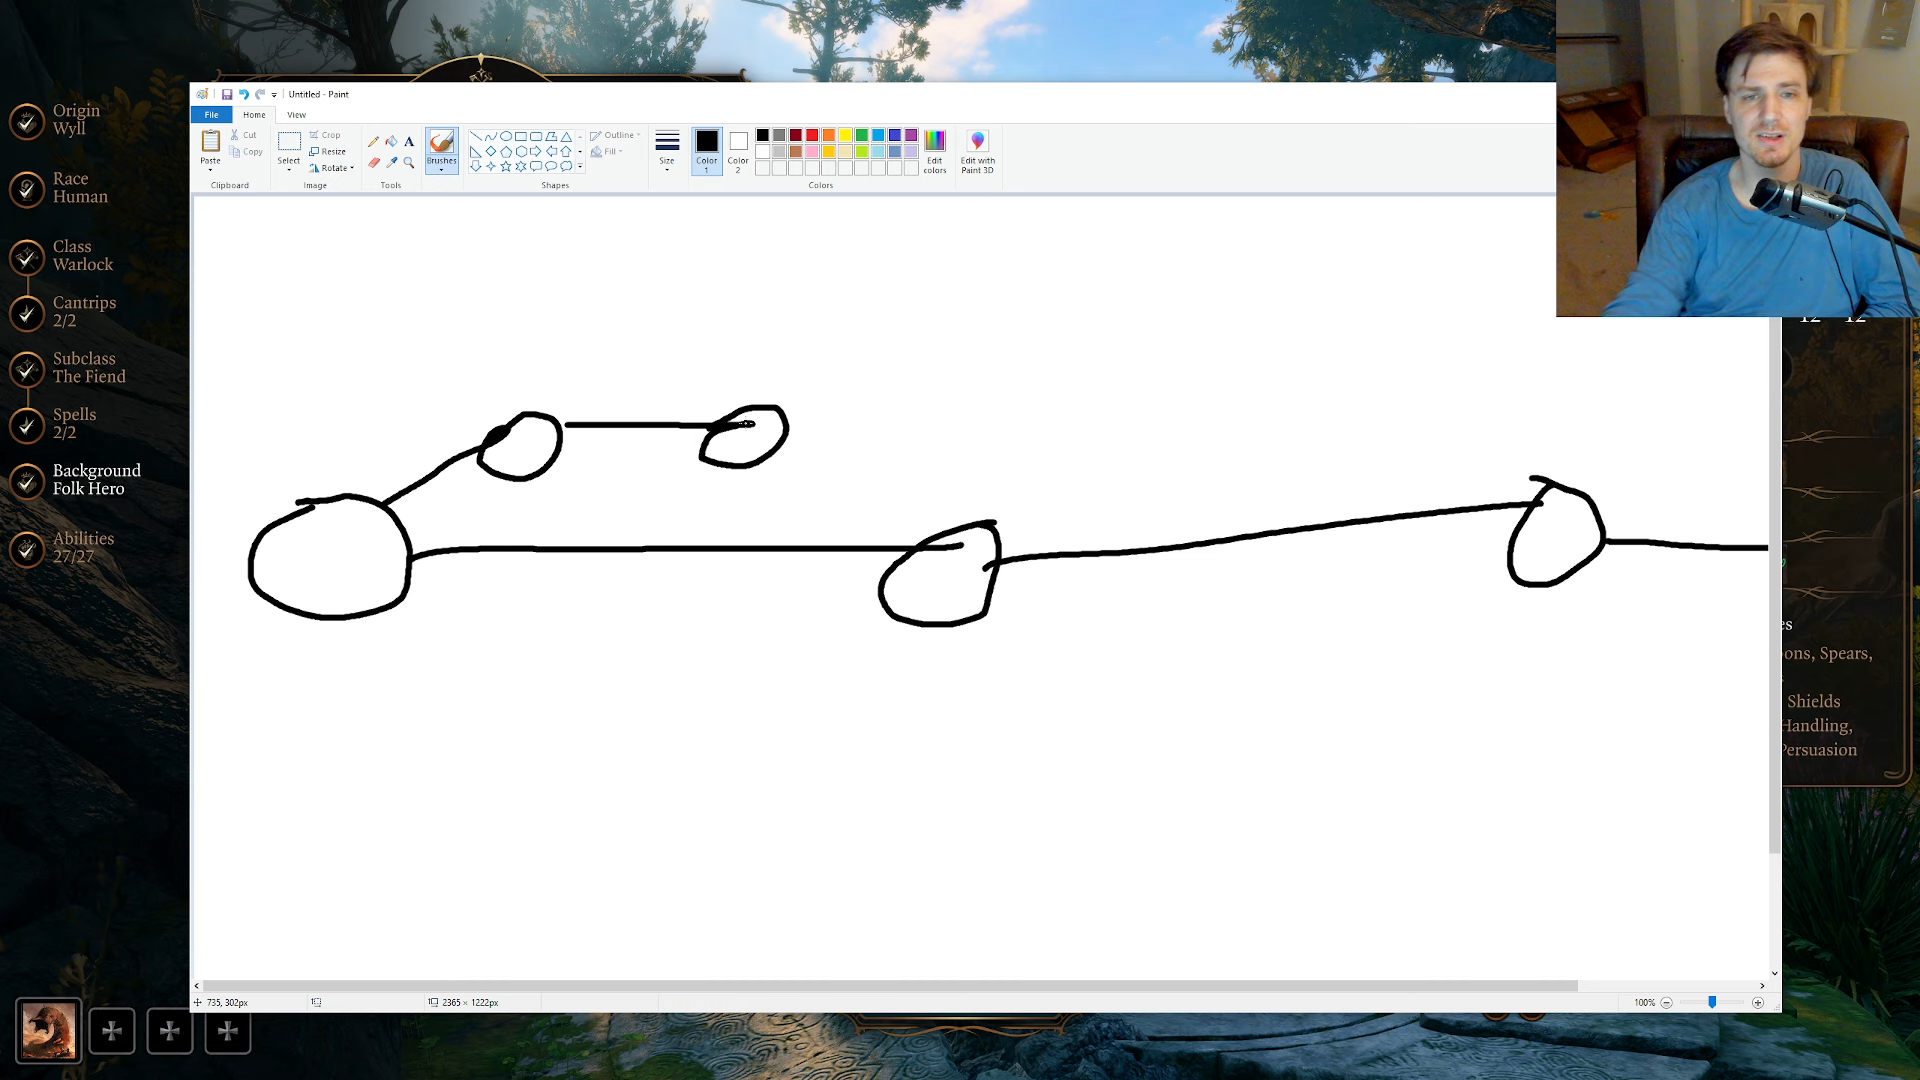 Origin
Wyll
Race
Human
Class
Warlock
Cantrips
2/2
Subclass
The Fiend
Spells
2/2
Background
Folk Hero
Abilities
27/27
Untitled - Paint
File
Home
View
Paste
Cut
Copy
Clipboard
Select
Crop
Resize
Rotate
Image
A
Tools
Brushes
Outline
Fill
Shapes
Size
Color
1
Color
2
Edit
colors
Edit with
Paint 3D
Colors
12 12
es
ons, Spears,
Shields
Handling,
Persuasion
735, 302px
2365 × 1222px
100%